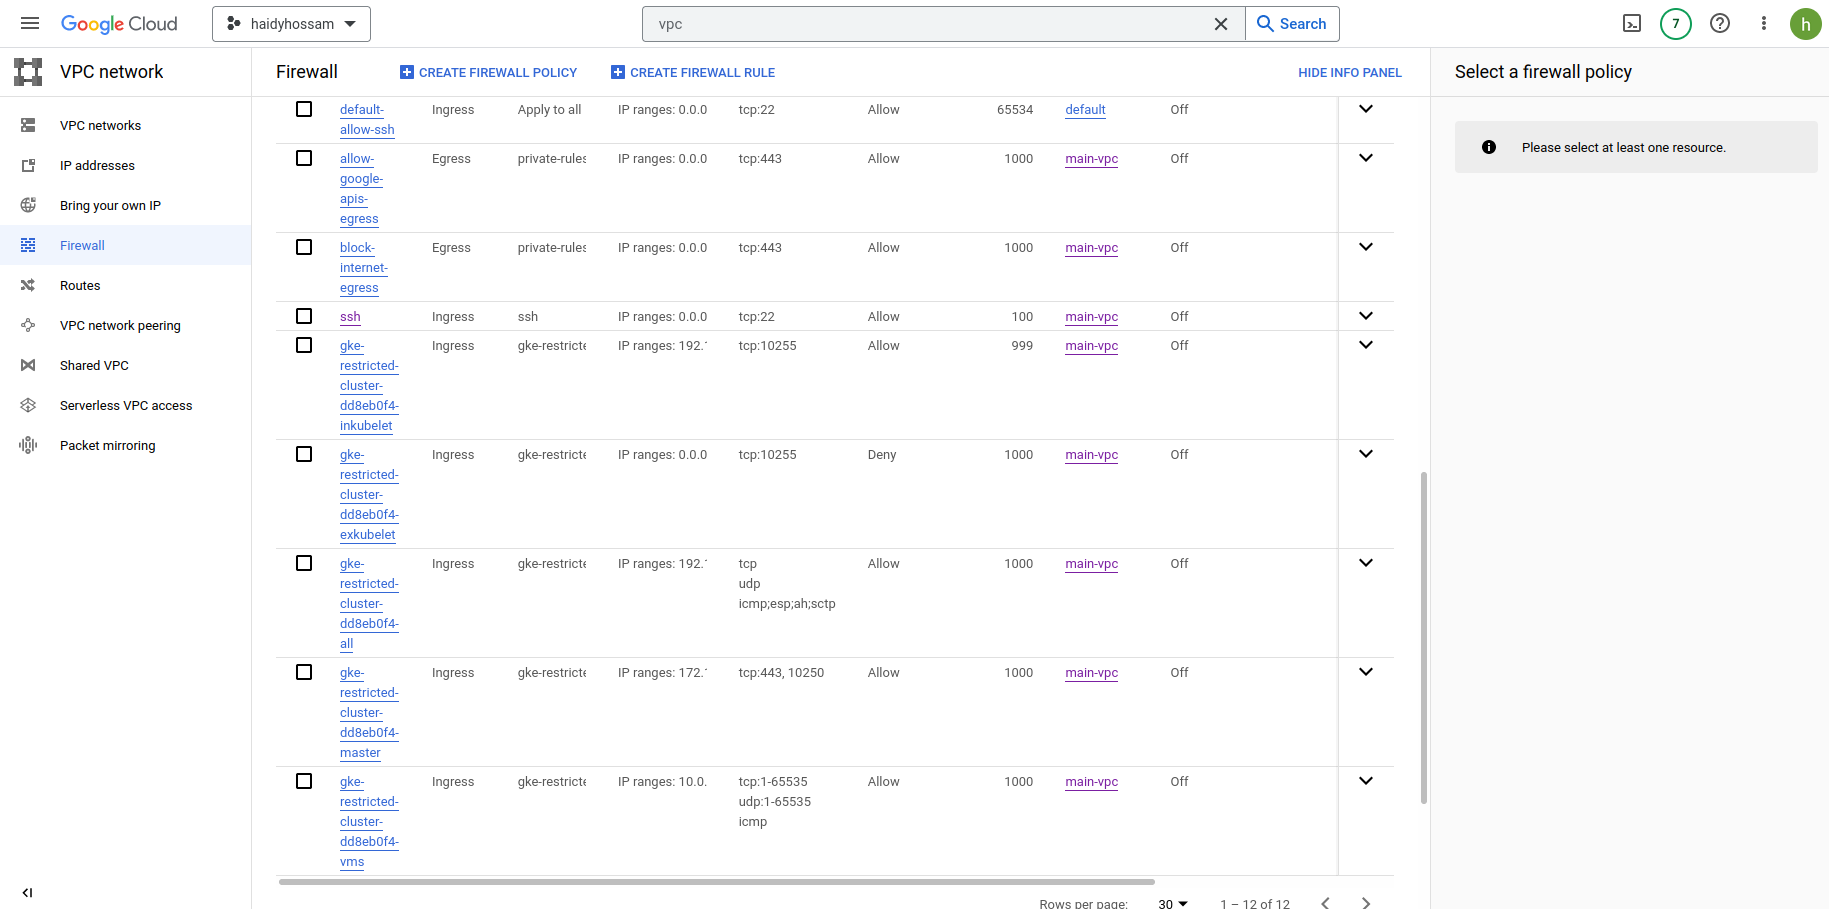 Google Cloud
haidyhossam
vpc
Search
7
h
VPC network
Firewall
CREATE FIREWALL POLICY
CREATE FIREWALL RULE
HIDE INFO PANEL
Select a firewall policy
VPC networks
IP addresses
Bring your own IP
Firewall
Routes
VPC network peering
Shared VPC
Serverless VPC access
Packet mirroring
default- Ingress Apply to all IP ranges: 0.0.0 tcp:22 Allow 65534 default Off
allow-ssh
allow- Egress private-rules IP ranges: 0.0.0 tcp:443 Allow 1000 main-vpc Off
google-
apis-
egress
block- Egress private-rules IP ranges: 0.0.0 tcp:443 Allow 1000 main-vpc Off
internet-
egress
ssh Ingress ssh IP ranges: 0.0.0 tcp:22 Allow 100 main-vpc Off
gke- Ingress gke-restricte IP ranges: 192. tcp:10255 Allow 999 main-vpc Off
restricted-
cluster-
dd8eb0f4-
inkubelet
gke- Ingress gke-restricte IP ranges: 0.0.0 tcp:10255 Deny 1000 main-vpc Off
restricted-
cluster-
dd8eb0f4-
exkubelet
gke- Ingress gke-restricte IP ranges: 192. tcp Allow 1000 main-vpc Off
restricted- udp
cluster- icmp;esp;ah;sctp
dd8eb0f4-
all
gke- Ingress gke-restricte IP ranges: 172. tcp:443, 10250 Allow 1000 main-vpc Off
restricted-
cluster-
dd8eb0f4-
master
gke- Ingress gke-restricte IP ranges: 10.0. tcp:1-65535 Allow 1000 main-vpc Off
restricted- udp:1-65535
cluster- icmp
dd8eb0f4-
vms
Rows per page: 30 1 – 12 of 12
Please select at least one resource.